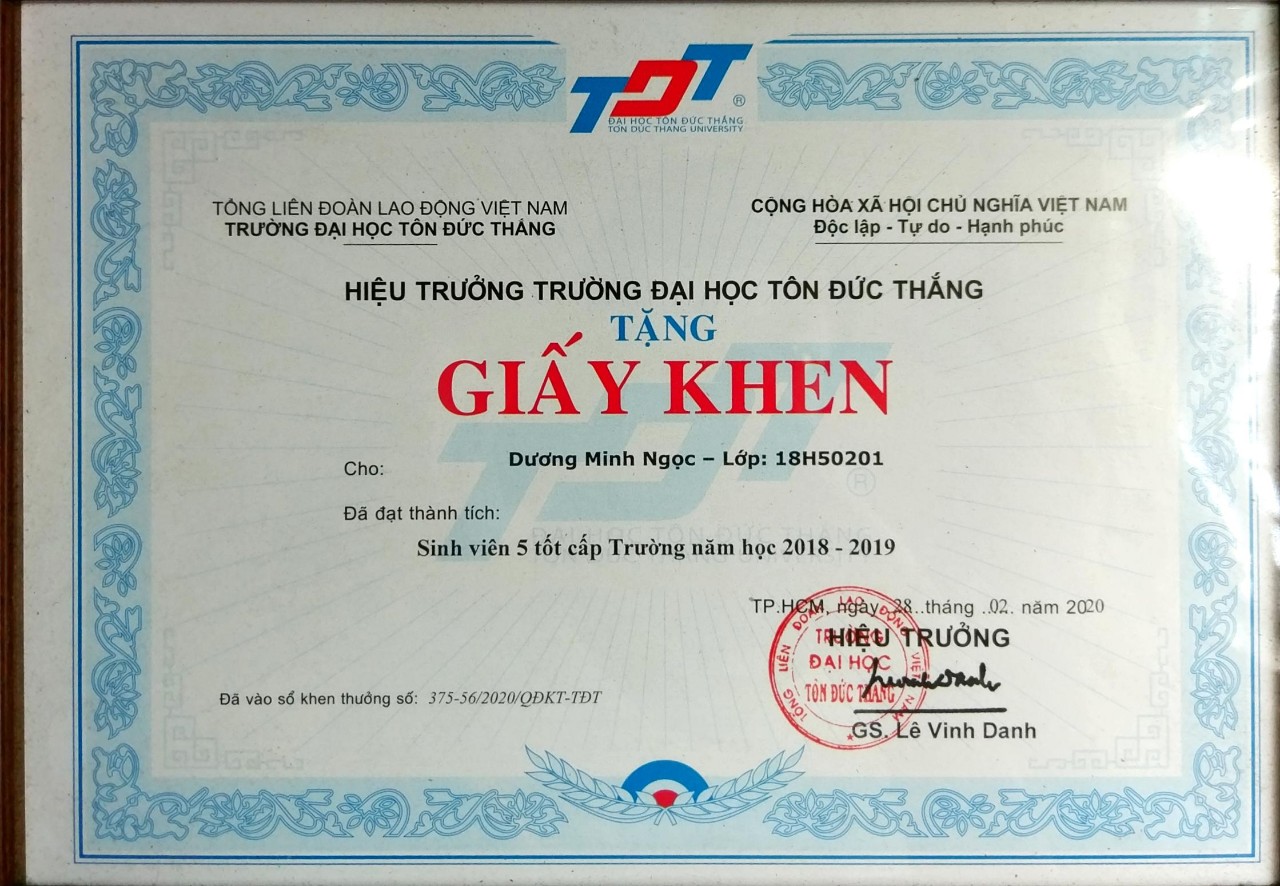 TDT®
ĐẠI HỌC TÔN ĐỨC THẮNG
TON DUC THANG UNIVERSITY
TỔNG LIÊN ĐOÀN LAO ĐỘNG VIỆT NAM
TRƯỜNG ĐẠI HỌC TÔN ĐỨC THẮNG
CỘNG HÒA XÃ HỘI CHỦ NGHĨA VIỆT NAM
Độc lập - Tự do - Hạnh phúc
HIỆU TRƯỞNG TRƯỜNG ĐẠI HỌC TÔN ĐỨC THẮNG
TẶNG
GIẤY KHEN
Cho: Dương Minh Ngọc – Lớp: 18H50201
Đã đạt thành tích:
Sinh viên 5 tốt cấp Trường năm học 2018 - 2019
TP.HCM, ngày 28 tháng .02. năm 2020
HIỆU TRƯỞNG
TỔNG LIÊN ĐOÀN LAO ĐỘNG VIỆT NAM
TRƯỜNG
ĐẠI HỌC
TÔN ĐỨC THẮNG
GS. Lê Vinh Danh
Đã vào sổ khen thưởng số: 375-56/2020/QĐKT-TĐT